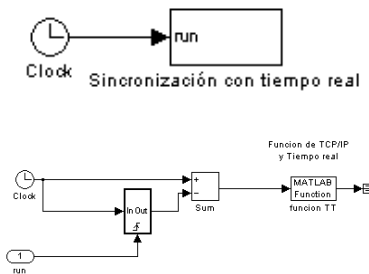 run
Clock
Sincronización con tiempo real
Funcion de TCP/IP
y Tiempo real
Clock
In Out
+
-
Sum
MATLAB
Function
funcion TT
1
run